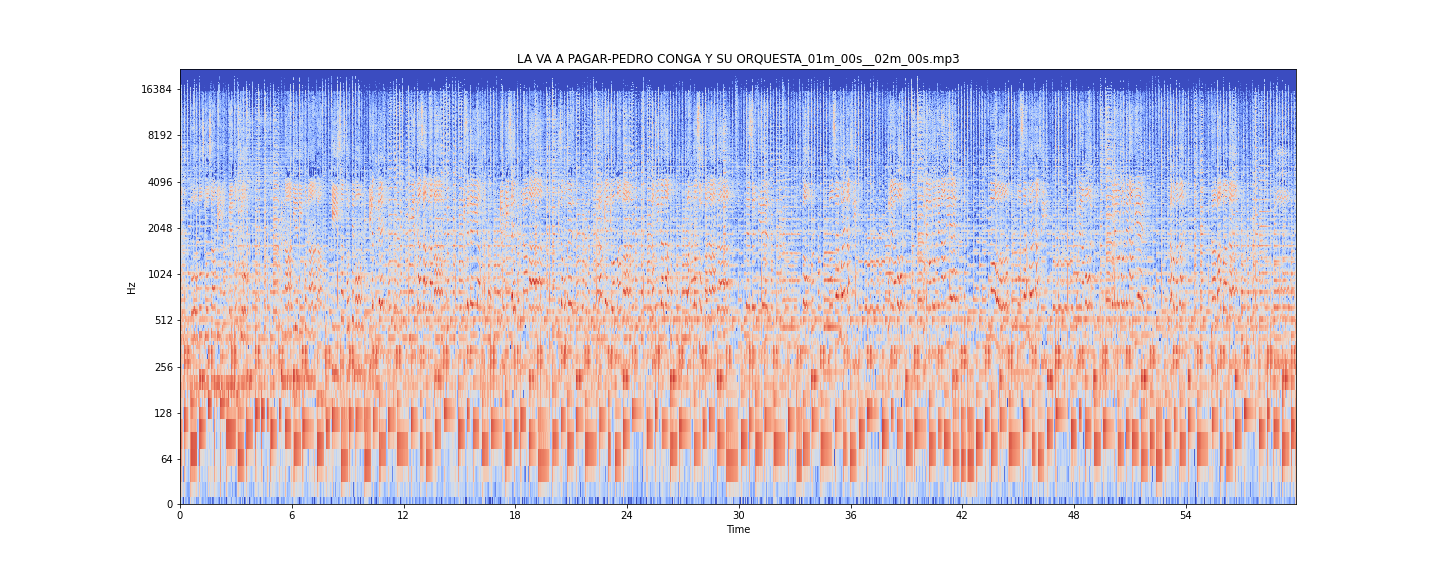 LA VA A PAGAR-PEDRO CONGA Y SU ORQUESTA_01m_00s__02m_00s.mp3
16384
8192
4096
2048
1024
512
256
128
64
0
Hz
0 6 12 18 24 30 36 42 48 54
Time